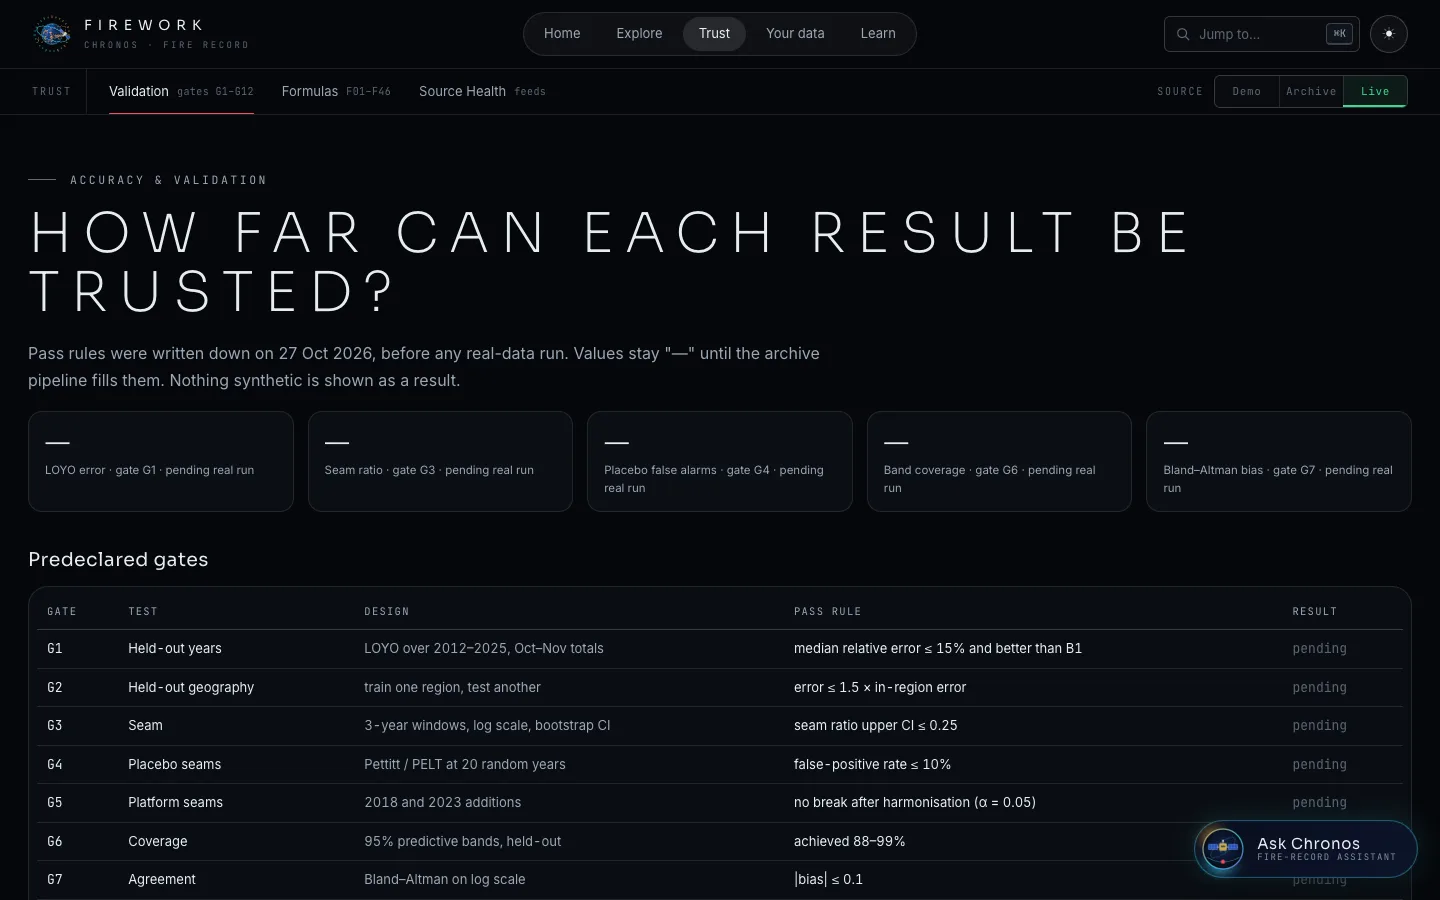 FIREWORK
CHRONOS · FIRE RECORD
Home
Explore
Trust
Your data
Learn
Jump to...
⌘K
TRUST
Validation gates G1–G12
Formulas F01–F46
Source Health feeds
SOURCE
Demo
Archive
Live
ACCURACY & VALIDATION
HOW FAR CAN EACH RESULT BE
TRUSTED?
Pass rules were written down on 27 Oct 2026, before any real-data run. Values stay "—" until the archive
pipeline fills them. Nothing synthetic is shown as a result.
—
LOYO error · gate G1 · pending real run
—
Seam ratio · gate G3 · pending real run
—
Placebo false alarms · gate G4 · pending
real run
—
Band coverage · gate G6 · pending real
run
—
Bland–Altman bias · gate G7 · pending real
run
Predeclared gates
GATE TEST DESIGN PASS RULE RESULT
G1 Held-out years LOYO over 2012–2025, Oct–Nov totals median relative error ≤ 15% and better than B1 pending
G2 Held-out geography train one region, test another error ≤ 1.5 × in-region error pending
G3 Seam 3-year windows, log scale, bootstrap CI seam ratio upper CI ≤ 0.25 pending
G4 Placebo seams Pettitt / PELT at 20 random years false-positive rate ≤ 10% pending
G5 Platform seams 2018 and 2023 additions no break after harmonisation (α = 0.05) pending
G6 Coverage 95% predictive bands, held-out achieved 88–99%
G7 Agreement Bland–Altman on log scale |bias| ≤ 0.1 pending
Ask Chronos
FIRE-RECORD ASSISTANT